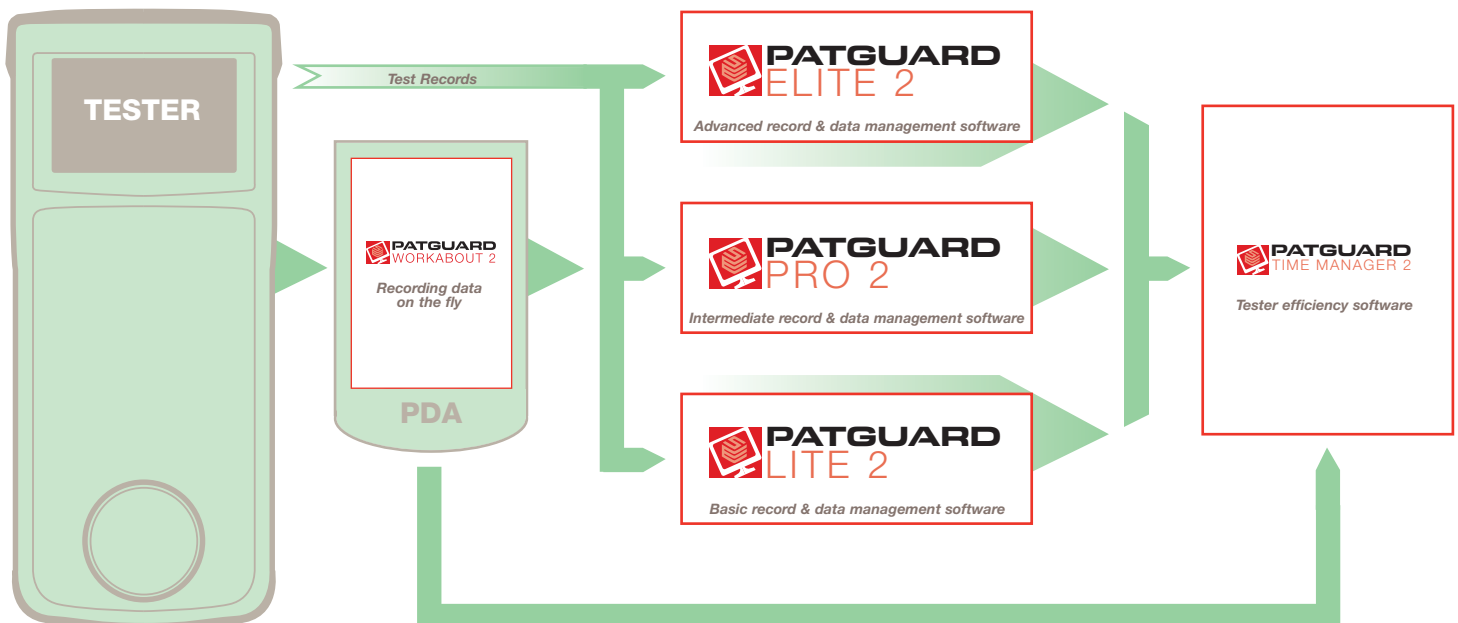 TESTER
Test Records
PATGUARD
WORKABOUT 2
Recording data
on the fly
PDA
PATGUARD
ELITE 2
Advanced record & data management software
PATGUARD
PRO 2
Intermediate record & data management software
PATGUARD
LITE 2
Basic record & data management software
PATGUARD
TIME MANAGER 2
Tester efficiency software